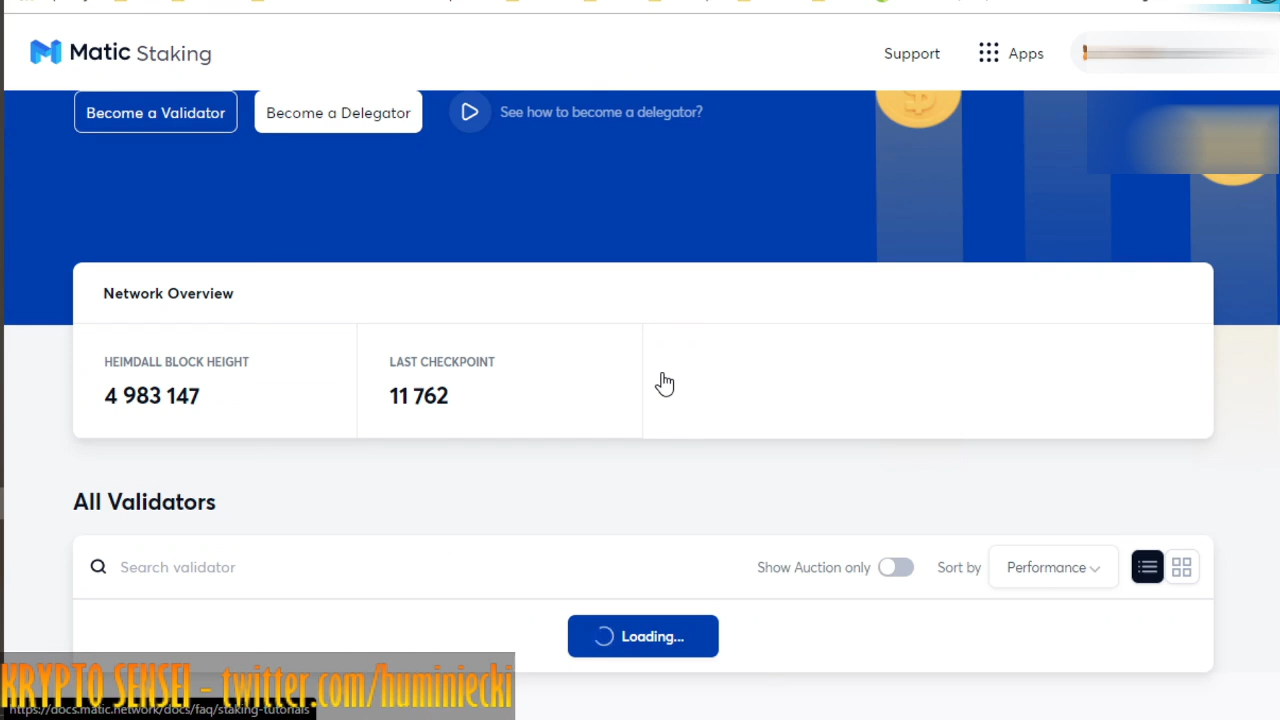 Matic Staking
Support
Apps
Become a Validator
Become a Delegator
See how to become a delegator?
Network Overview
HEIMDALL BLOCK HEIGHT
LAST CHECKPOINT
4 983 147
11 762
All Validators
Search validator
Show Auction only
Sort by
Performance
Loading...
KRYPTO SENSEI - twitter.com/huminiecki
https://docs.matic.network/docs/faq/staking-tutorials